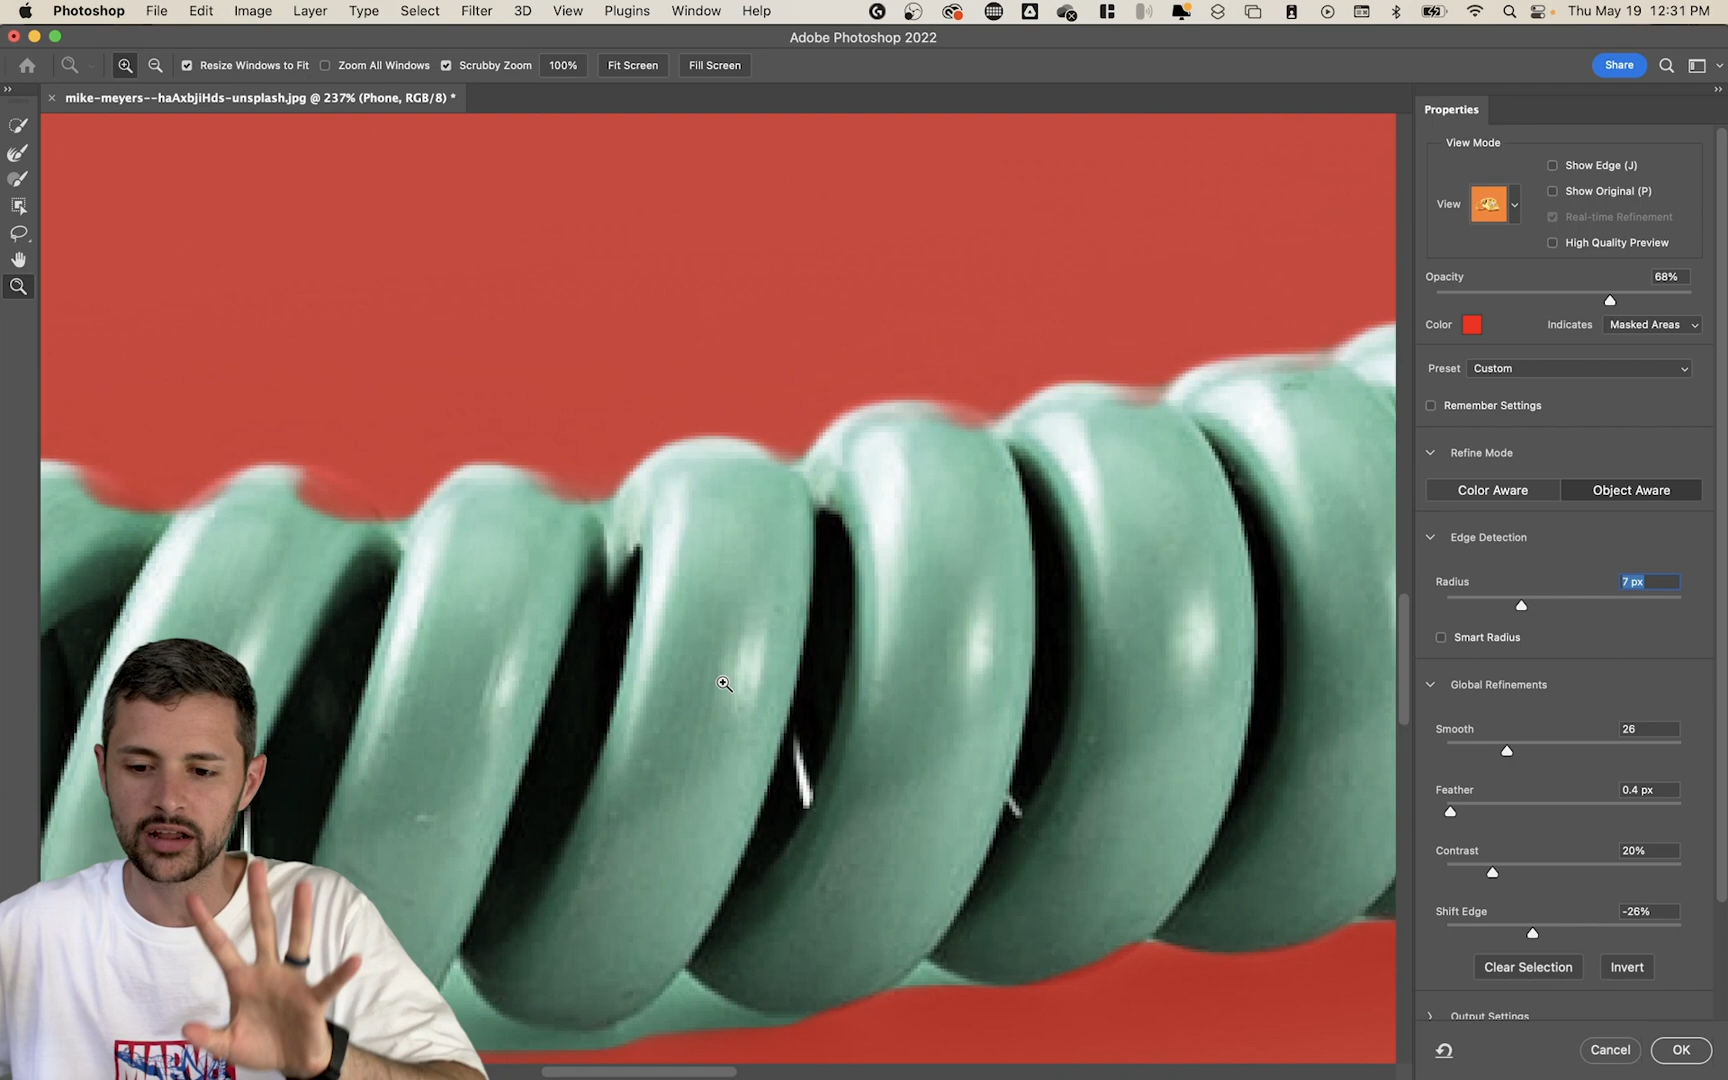 Photoshop File Edit Image Layer Type Select Filter 3D View Plugins Window Help Thu May 19 12:31 PM
Adobe Photoshop 2022
Resize Windows to Fit Zoom All Windows Scrubby Zoom 100% Fit Screen Fill Screen Share
mike-meyers--haAxbjiHds-unsplash.jpg @ 237% (Phone, RGB/8) *
Properties
View Mode
Show Edge (J)
Show Original (P)
View
Real-time Refinement
High Quality Preview
Opacity 68%
Color Indicates Masked Areas
Preset Custom
Remember Settings
Refine Mode
Color Aware Object Aware
Edge Detection
Radius 7 px
Smart Radius
Global Refinements
Smooth 26
Feather 0.4 px
Contrast 20%
Shift Edge -26%
Clear Selection Invert
Output Settings
Cancel OK